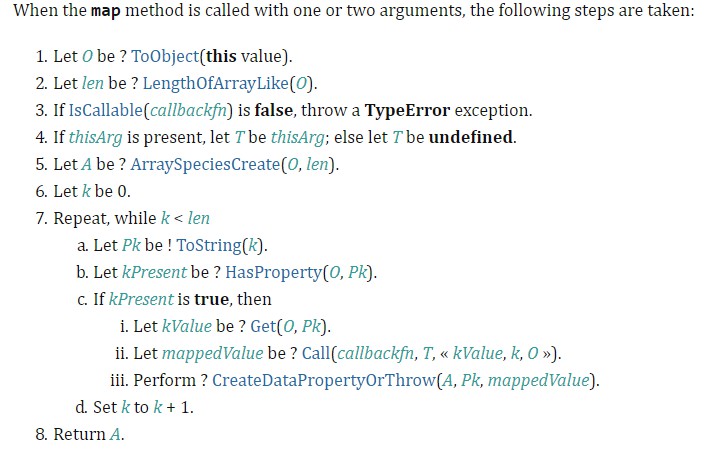 When the map method is called with one or two arguments, the following steps are taken:
1. Let O be ? ToObject(this value).
2. Let len be ? LengthOfArrayLike(O).
3. If IsCallable(callbackfn) is false, throw a TypeError exception.
4. If thisArg is present, let T be thisArg; else let T be undefined.
5. Let A be ? ArraySpeciesCreate(O, len).
6. Let k be 0.
7. Repeat, while k < len
a. Let Pk be ! ToString(k).
b. Let kPresent be ? HasProperty(O, Pk).
c. If kPresent is true, then
i. Let kValue be ? Get(O, Pk).
ii. Let mappedValue be ? Call(callbackfn, T, « kValue, k, O »).
iii. Perform ? CreateDataPropertyOrThrow(A, Pk, mappedValue).
d. Set k to k + 1.
8. Return A.